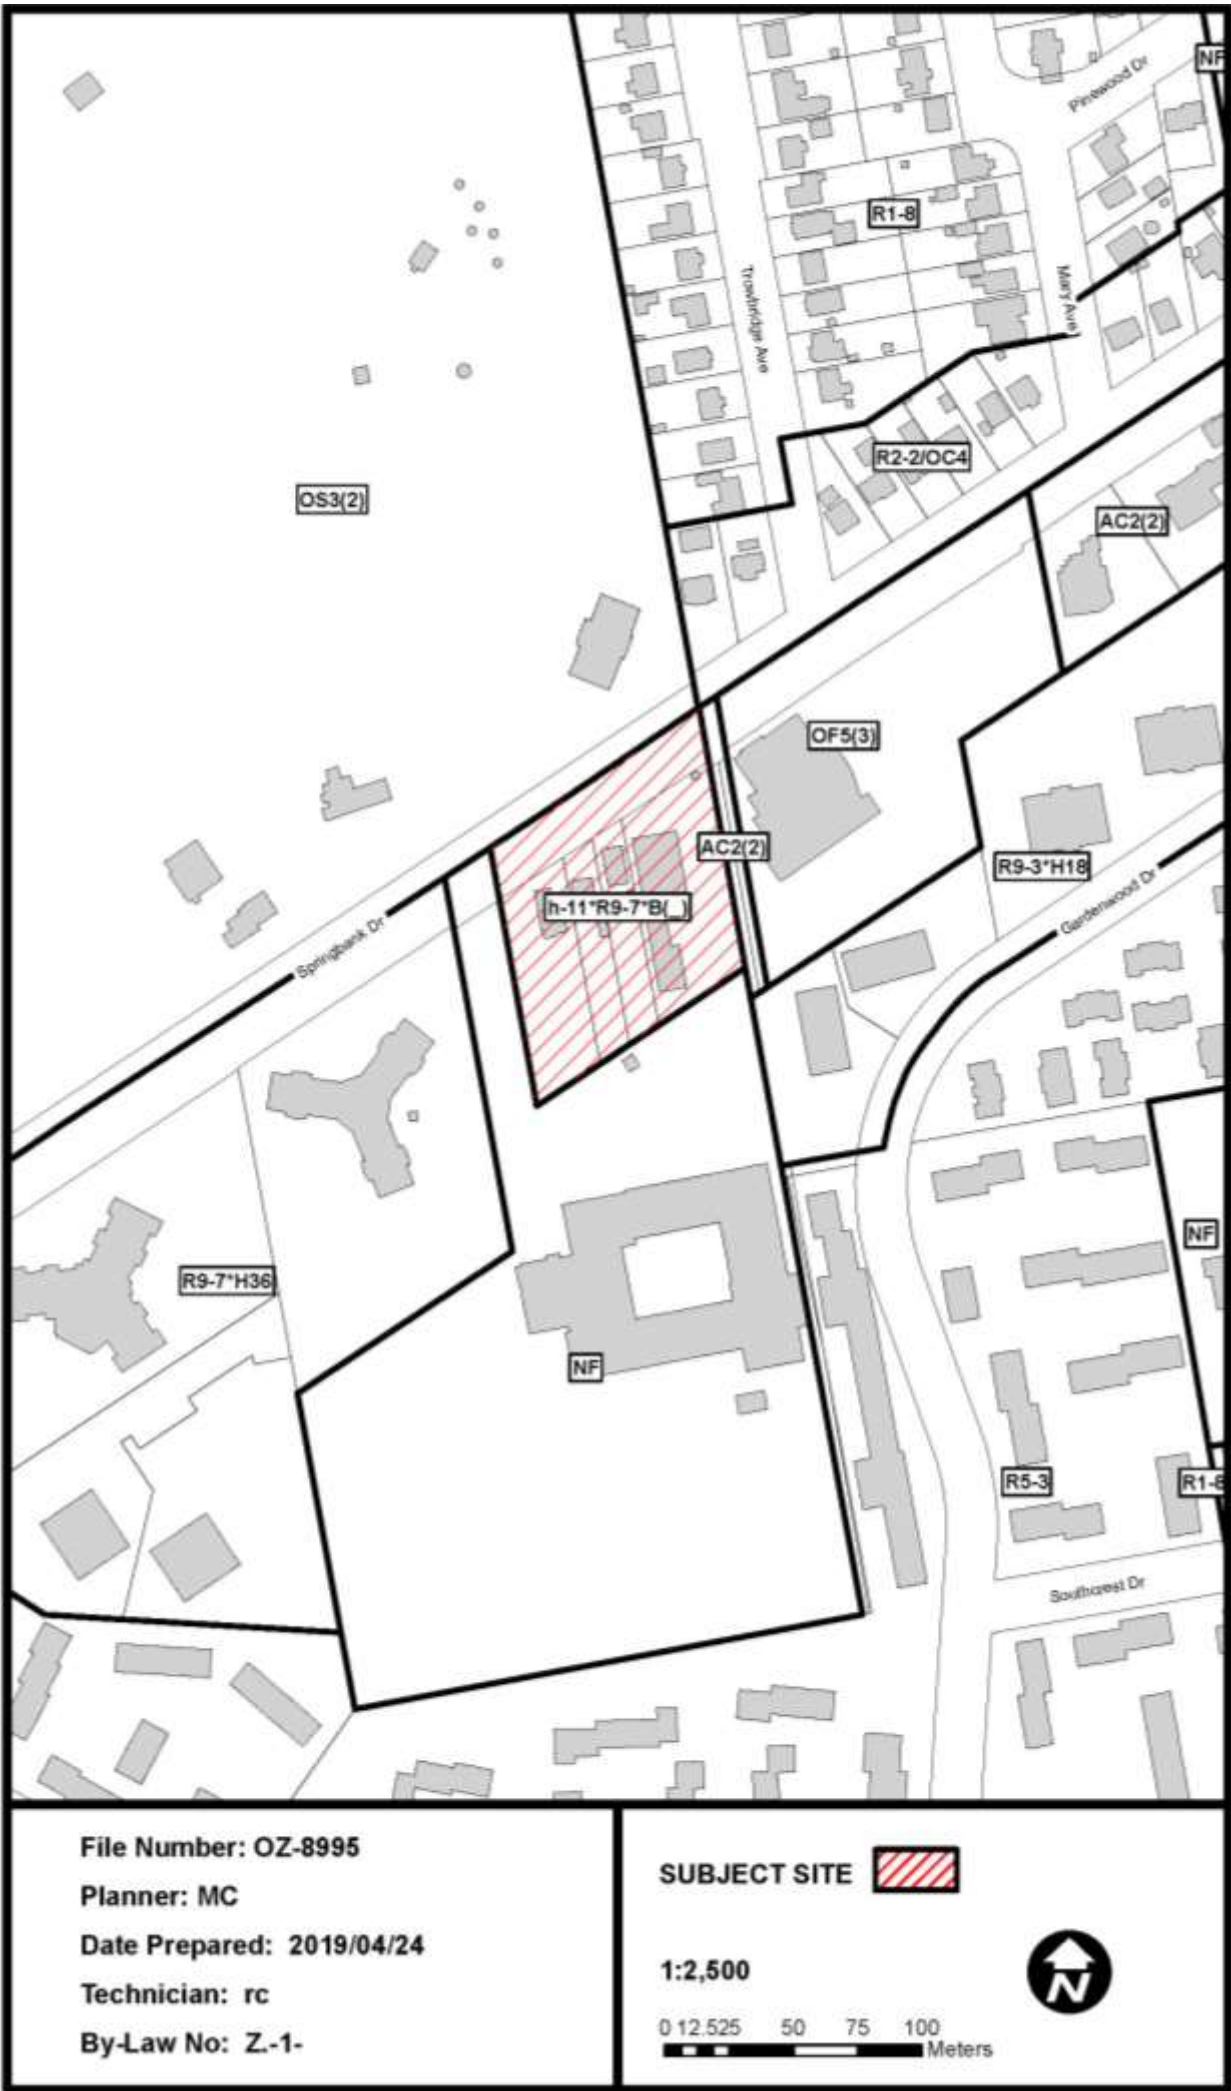 NF
Pinewood Dr
R1-8
Trowbridge Ave
Mary Ave
R2-2/OC4
OS3(2)
AC2(2)
OF5(3)
AC2(2)
R9-3*H18
h-11*R9-7*B(_)
Gardenwood Dr
Springbank Dr
NF
R9-7*H36
NF
R5-3
R1-8
Southcrest Dr
File Number: OZ-8995
Planner: MC
Date Prepared: 2019/04/24
Technician: rc
By-Law No: Z.-1-
SUBJECT SITE
1:2,500
N
0 12.525 50 75 100
Meters